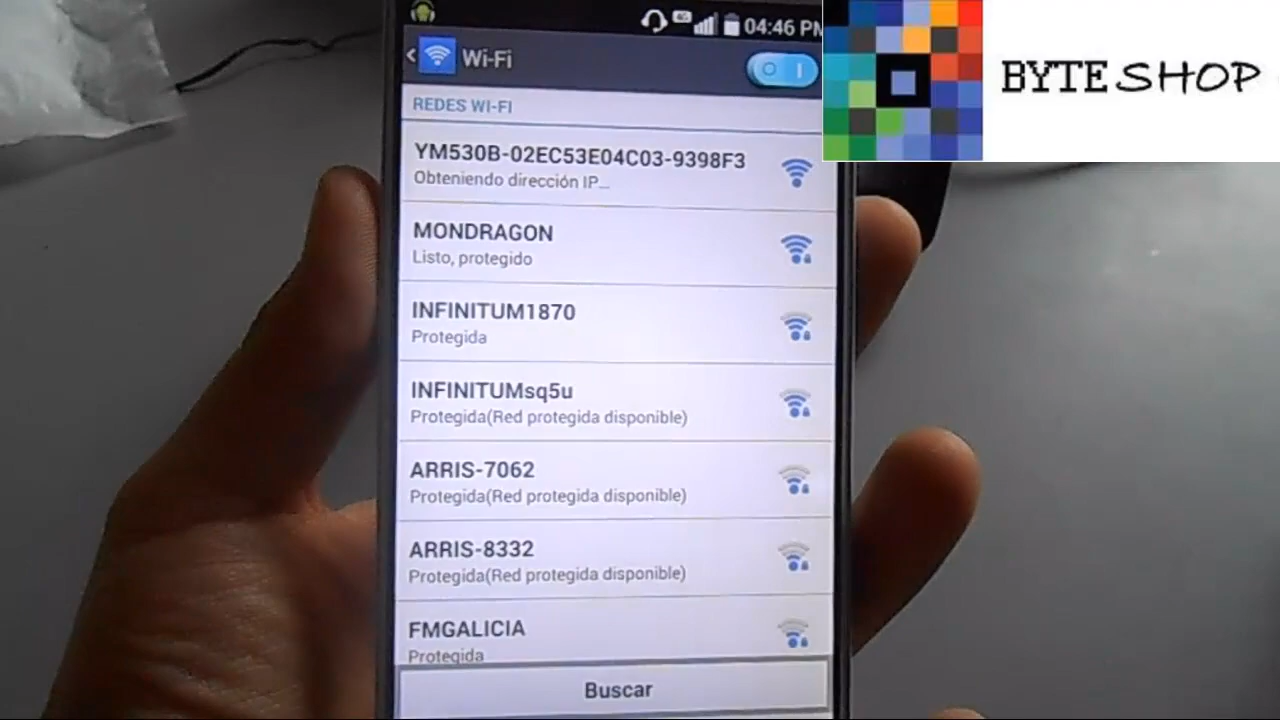 04:46 PM
Wi-Fi
BYTE SHOP
REDES WI-FI
YM530B-02EC53E04C03-9398F3
Obteniendo dirección IP...
MONDRAGON
Listo, protegido
INFINITUM1870
Protegida
INFINITUMsq5u
Protegida(Red protegida disponible)
ARRIS-7062
Protegida(Red protegida disponible)
ARRIS-8332
Protegida(Red protegida disponible)
FMGALICIA
Protegida
Buscar